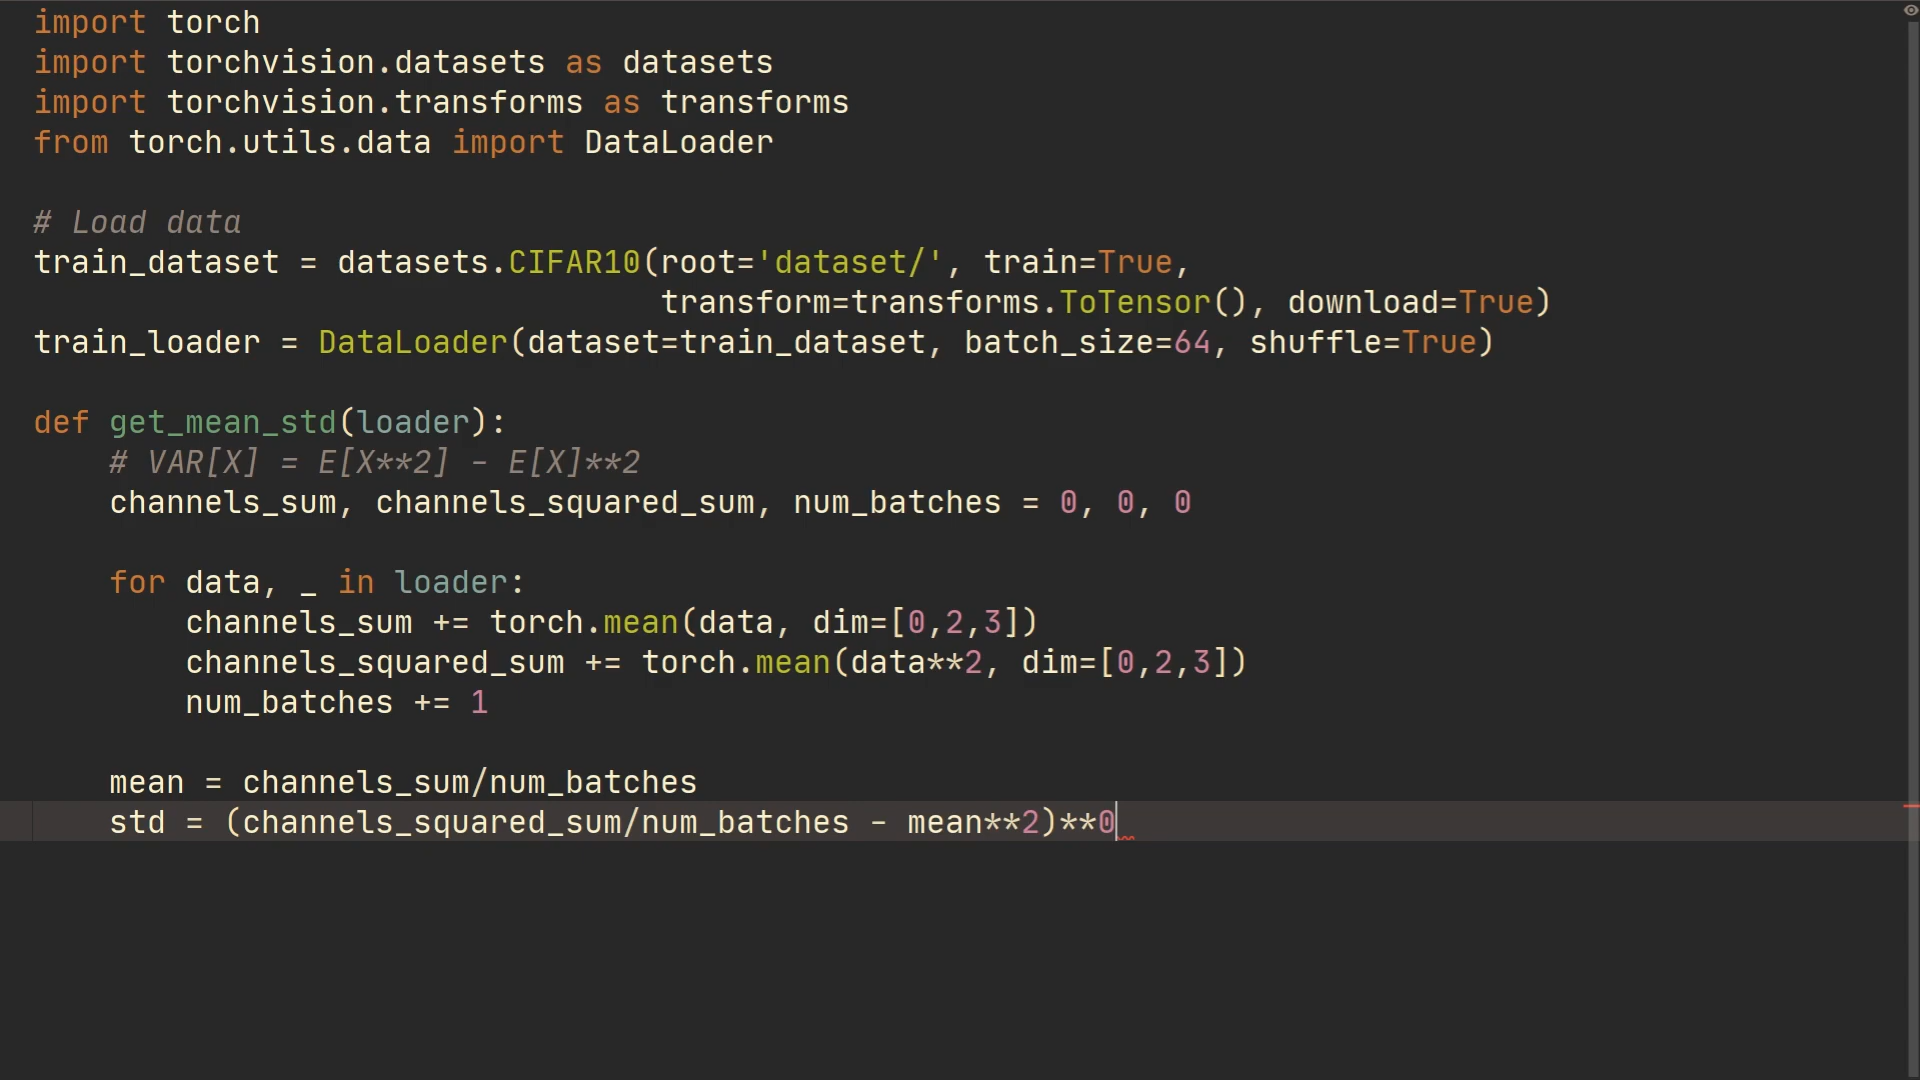 import torch
import torchvision.datasets as datasets
import torchvision.transforms as transforms
from torch.utils.data import DataLoader

# Load data
train_dataset = datasets.CIFAR10(root='dataset/', train=True,
                                 transform=transforms.ToTensor(), download=True)
train_loader = DataLoader(dataset=train_dataset, batch_size=64, shuffle=True)

def get_mean_std(loader):
    # VAR[X] = E[X**2] - E[X]**2
    channels_sum, channels_squared_sum, num_batches = 0, 0, 0

    for data, _ in loader:
        channels_sum += torch.mean(data, dim=[0,2,3])
        channels_squared_sum += torch.mean(data**2, dim=[0,2,3])
        num_batches += 1

    mean = channels_sum/num_batches
    std = (channels_squared_sum/num_batches - mean**2)**0